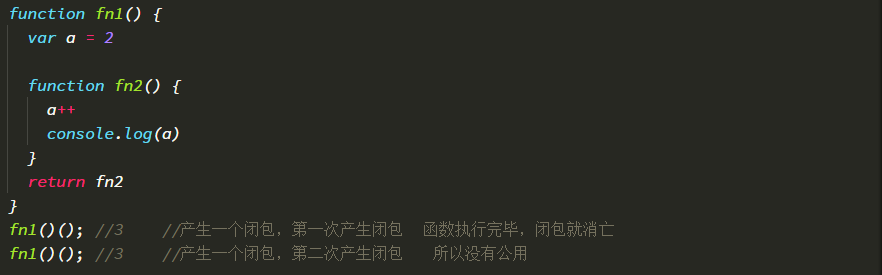 function fn1() {
var a = 2
function fn2() {
a++
console.log(a)
}
return fn2
}
fn1()(); //3    //产生一个闭包，第一次产生闭包  函数执行完毕，闭包就消亡
fn1()(); //3    //产生一个闭包，第二次产生闭包   所以没有公用